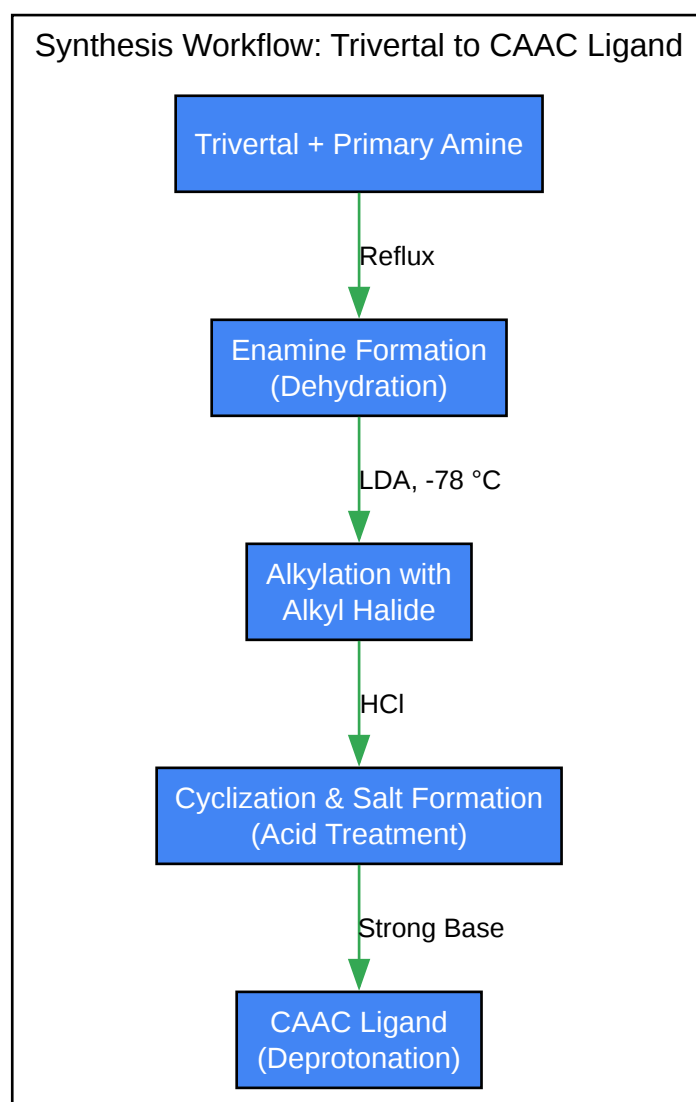 Synthesis Workflow: Trivertal to CAAC Ligand
Trivertal + Primary Amine
Reflux
Enamine Formation
(Dehydration)
LDA, -78 °C
Alkylation with
Alkyl Halide
HCl
Cyclization & Salt Formation
(Acid Treatment)
Strong Base
CAAC Ligand
(Deprotonation)